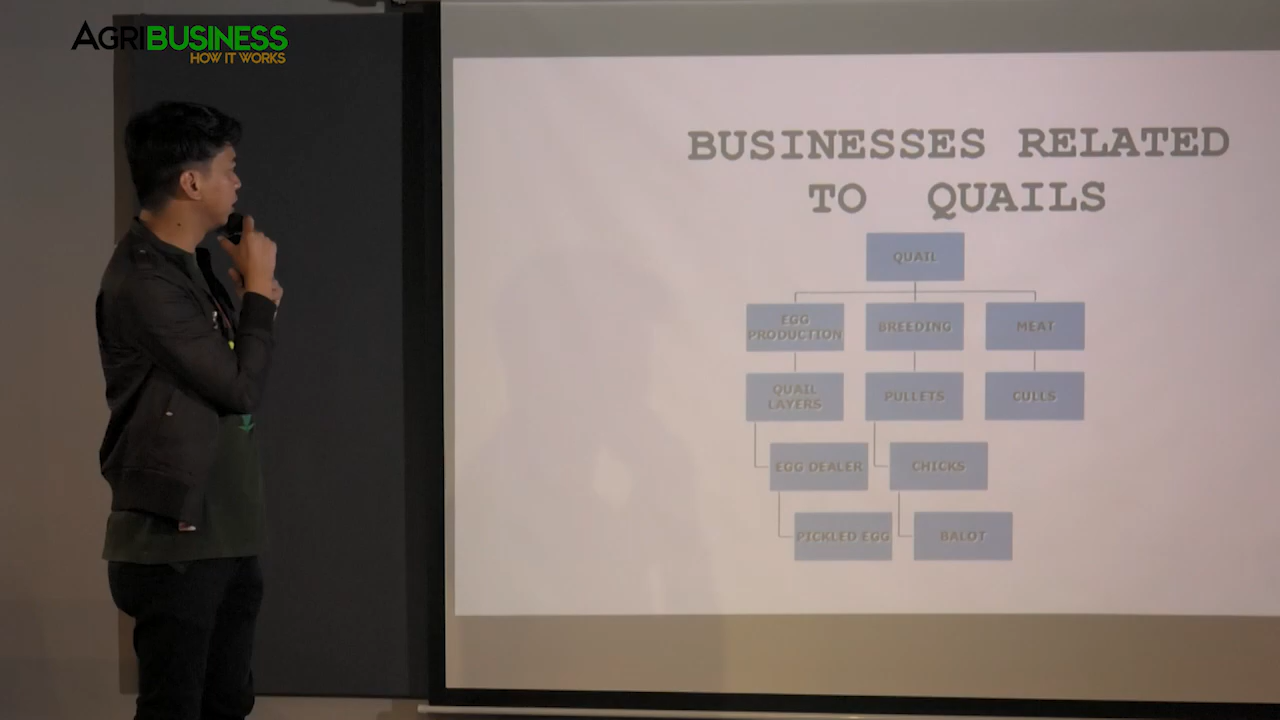 AGRIBUSINESS
HOW IT WORKS
BUSINESSES RELATED
TO QUAILS
QUAIL
EGG
PRODUCTION
BREEDING
MEAT
QUAIL
LAYERS
PULLETS
CULLS
EGG DEALER
CHICKS
PICKLED EGG
BALOT